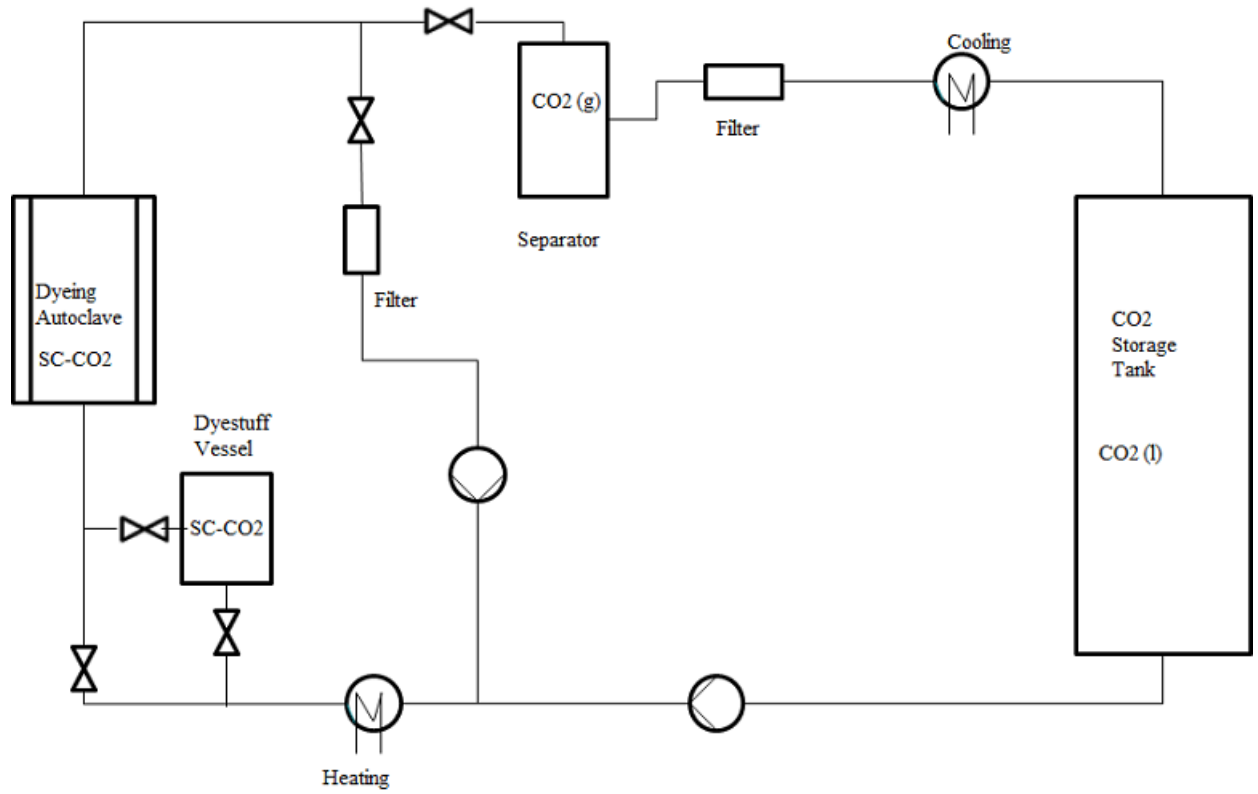 Cooling
CO2 (g)
Filter
Separator
Dyeing
Autoclave
SC-CO2
Filter
CO2
Storage
Tank
CO2 (l)
Dyestuff
Vessel
SC-CO2
Heating